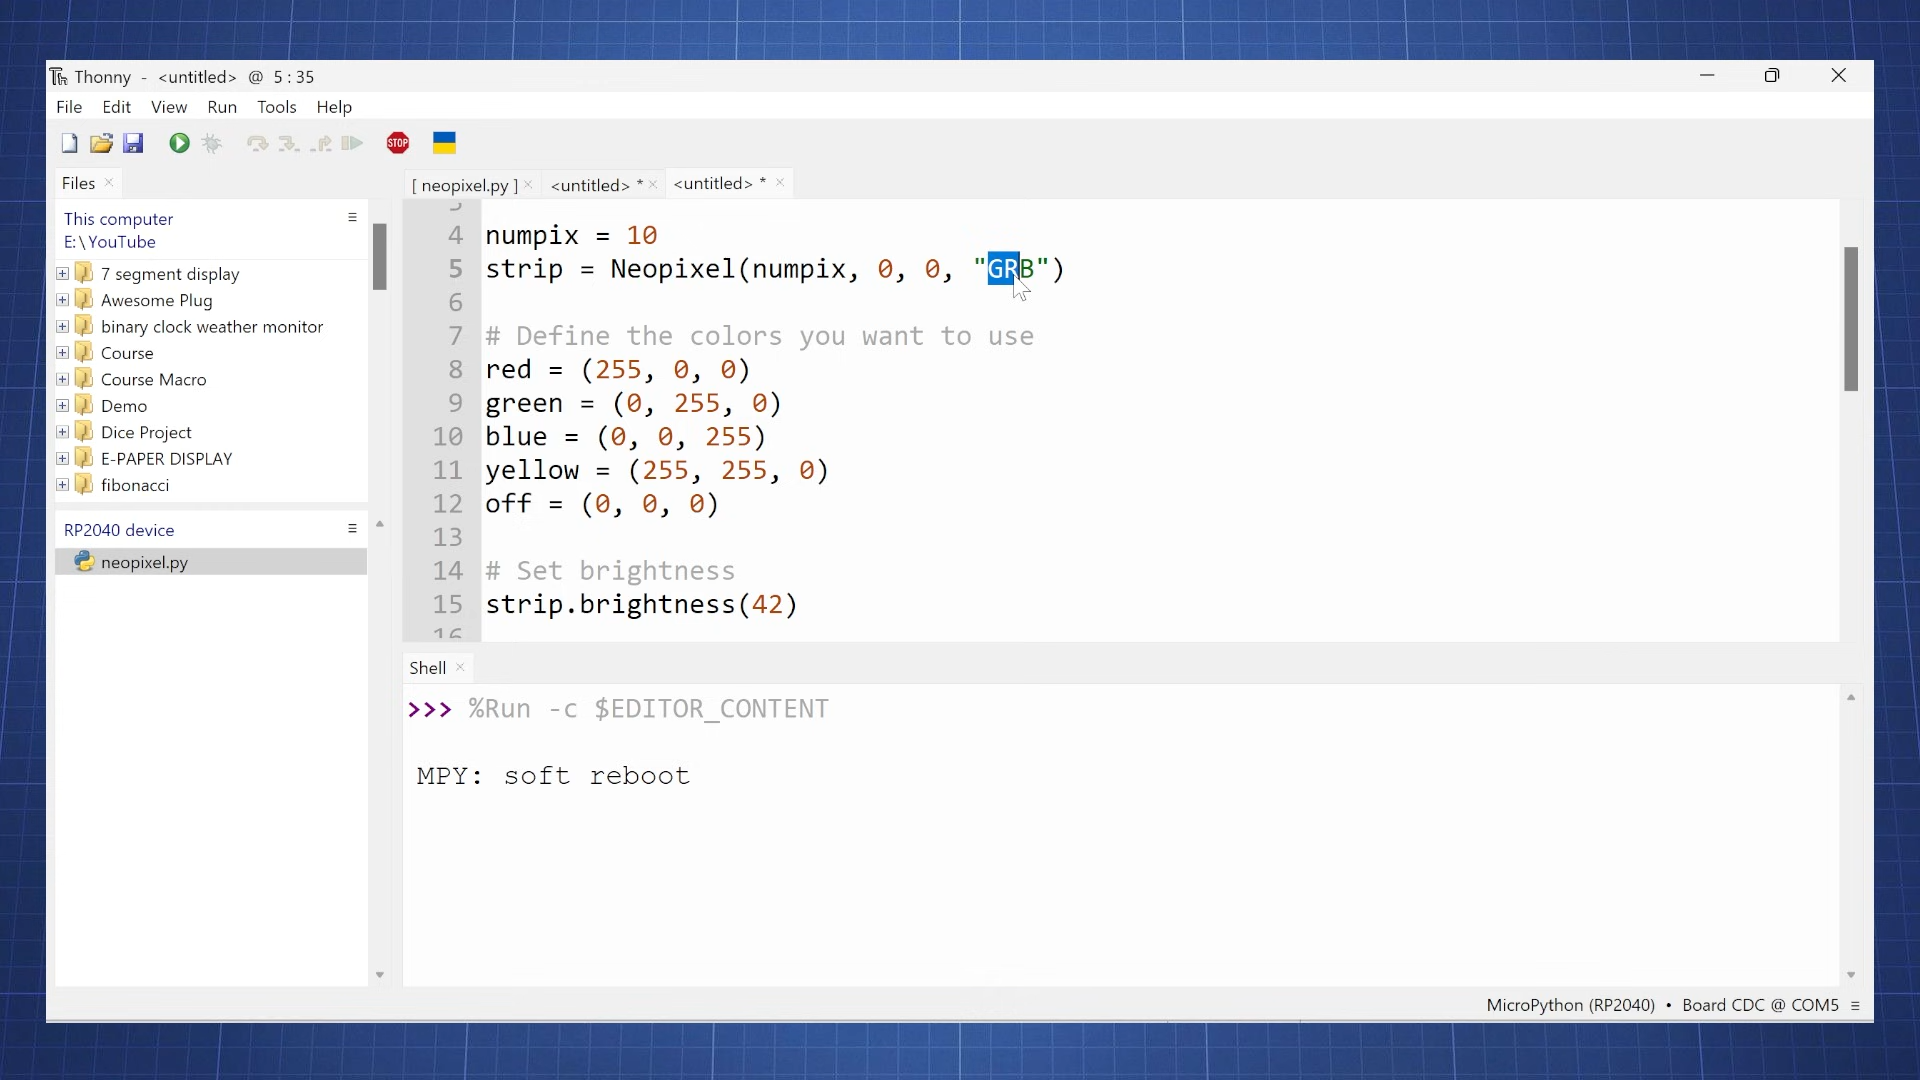 Thonny - <untitled> @ 5:35
File Edit View Run Tools Help
STOP
Files
[ neopixel.py ] <untitled> * <untitled> *
This computer
E:\YouTube
7 segment display
Awesome Plug
binary clock weather monitor
Course
Course Macro
Demo
Dice Project
E-PAPER DISPLAY
fibonacci
RP2040 device
neopixel.py
4 numpix = 10
5 strip = Neopixel(numpix, 0, 0, "GRB")
6
7 # Define the colors you want to use
8 red = (255, 0, 0)
9 green = (0, 255, 0)
10 blue = (0, 0, 255)
11 yellow = (255, 255, 0)
12 off = (0, 0, 0)
13
14 # Set brightness
15 strip.brightness(42)
16
Shell
>>> %Run -c $EDITOR_CONTENT
MPY: soft reboot
MicroPython (RP2040) • Board CDC @ COM5 ≡